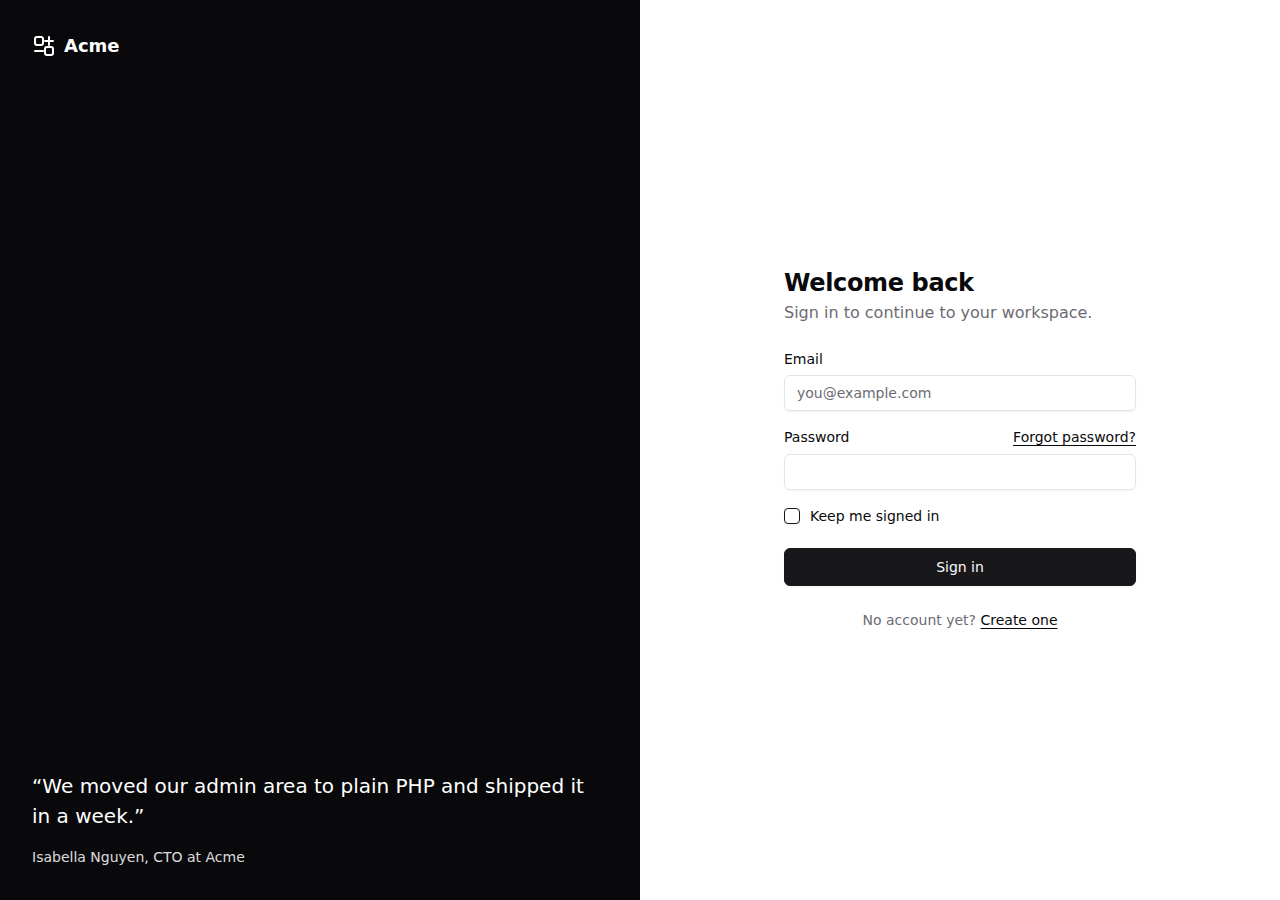 Acme
“We moved our admin area to plain PHP and shipped it
in a week.”
Isabella Nguyen, CTO at Acme
Welcome back
Sign in to continue to your workspace.
Email
you@example.com
Password
Forgot password?
Keep me signed in
Sign in
No account yet? Create one